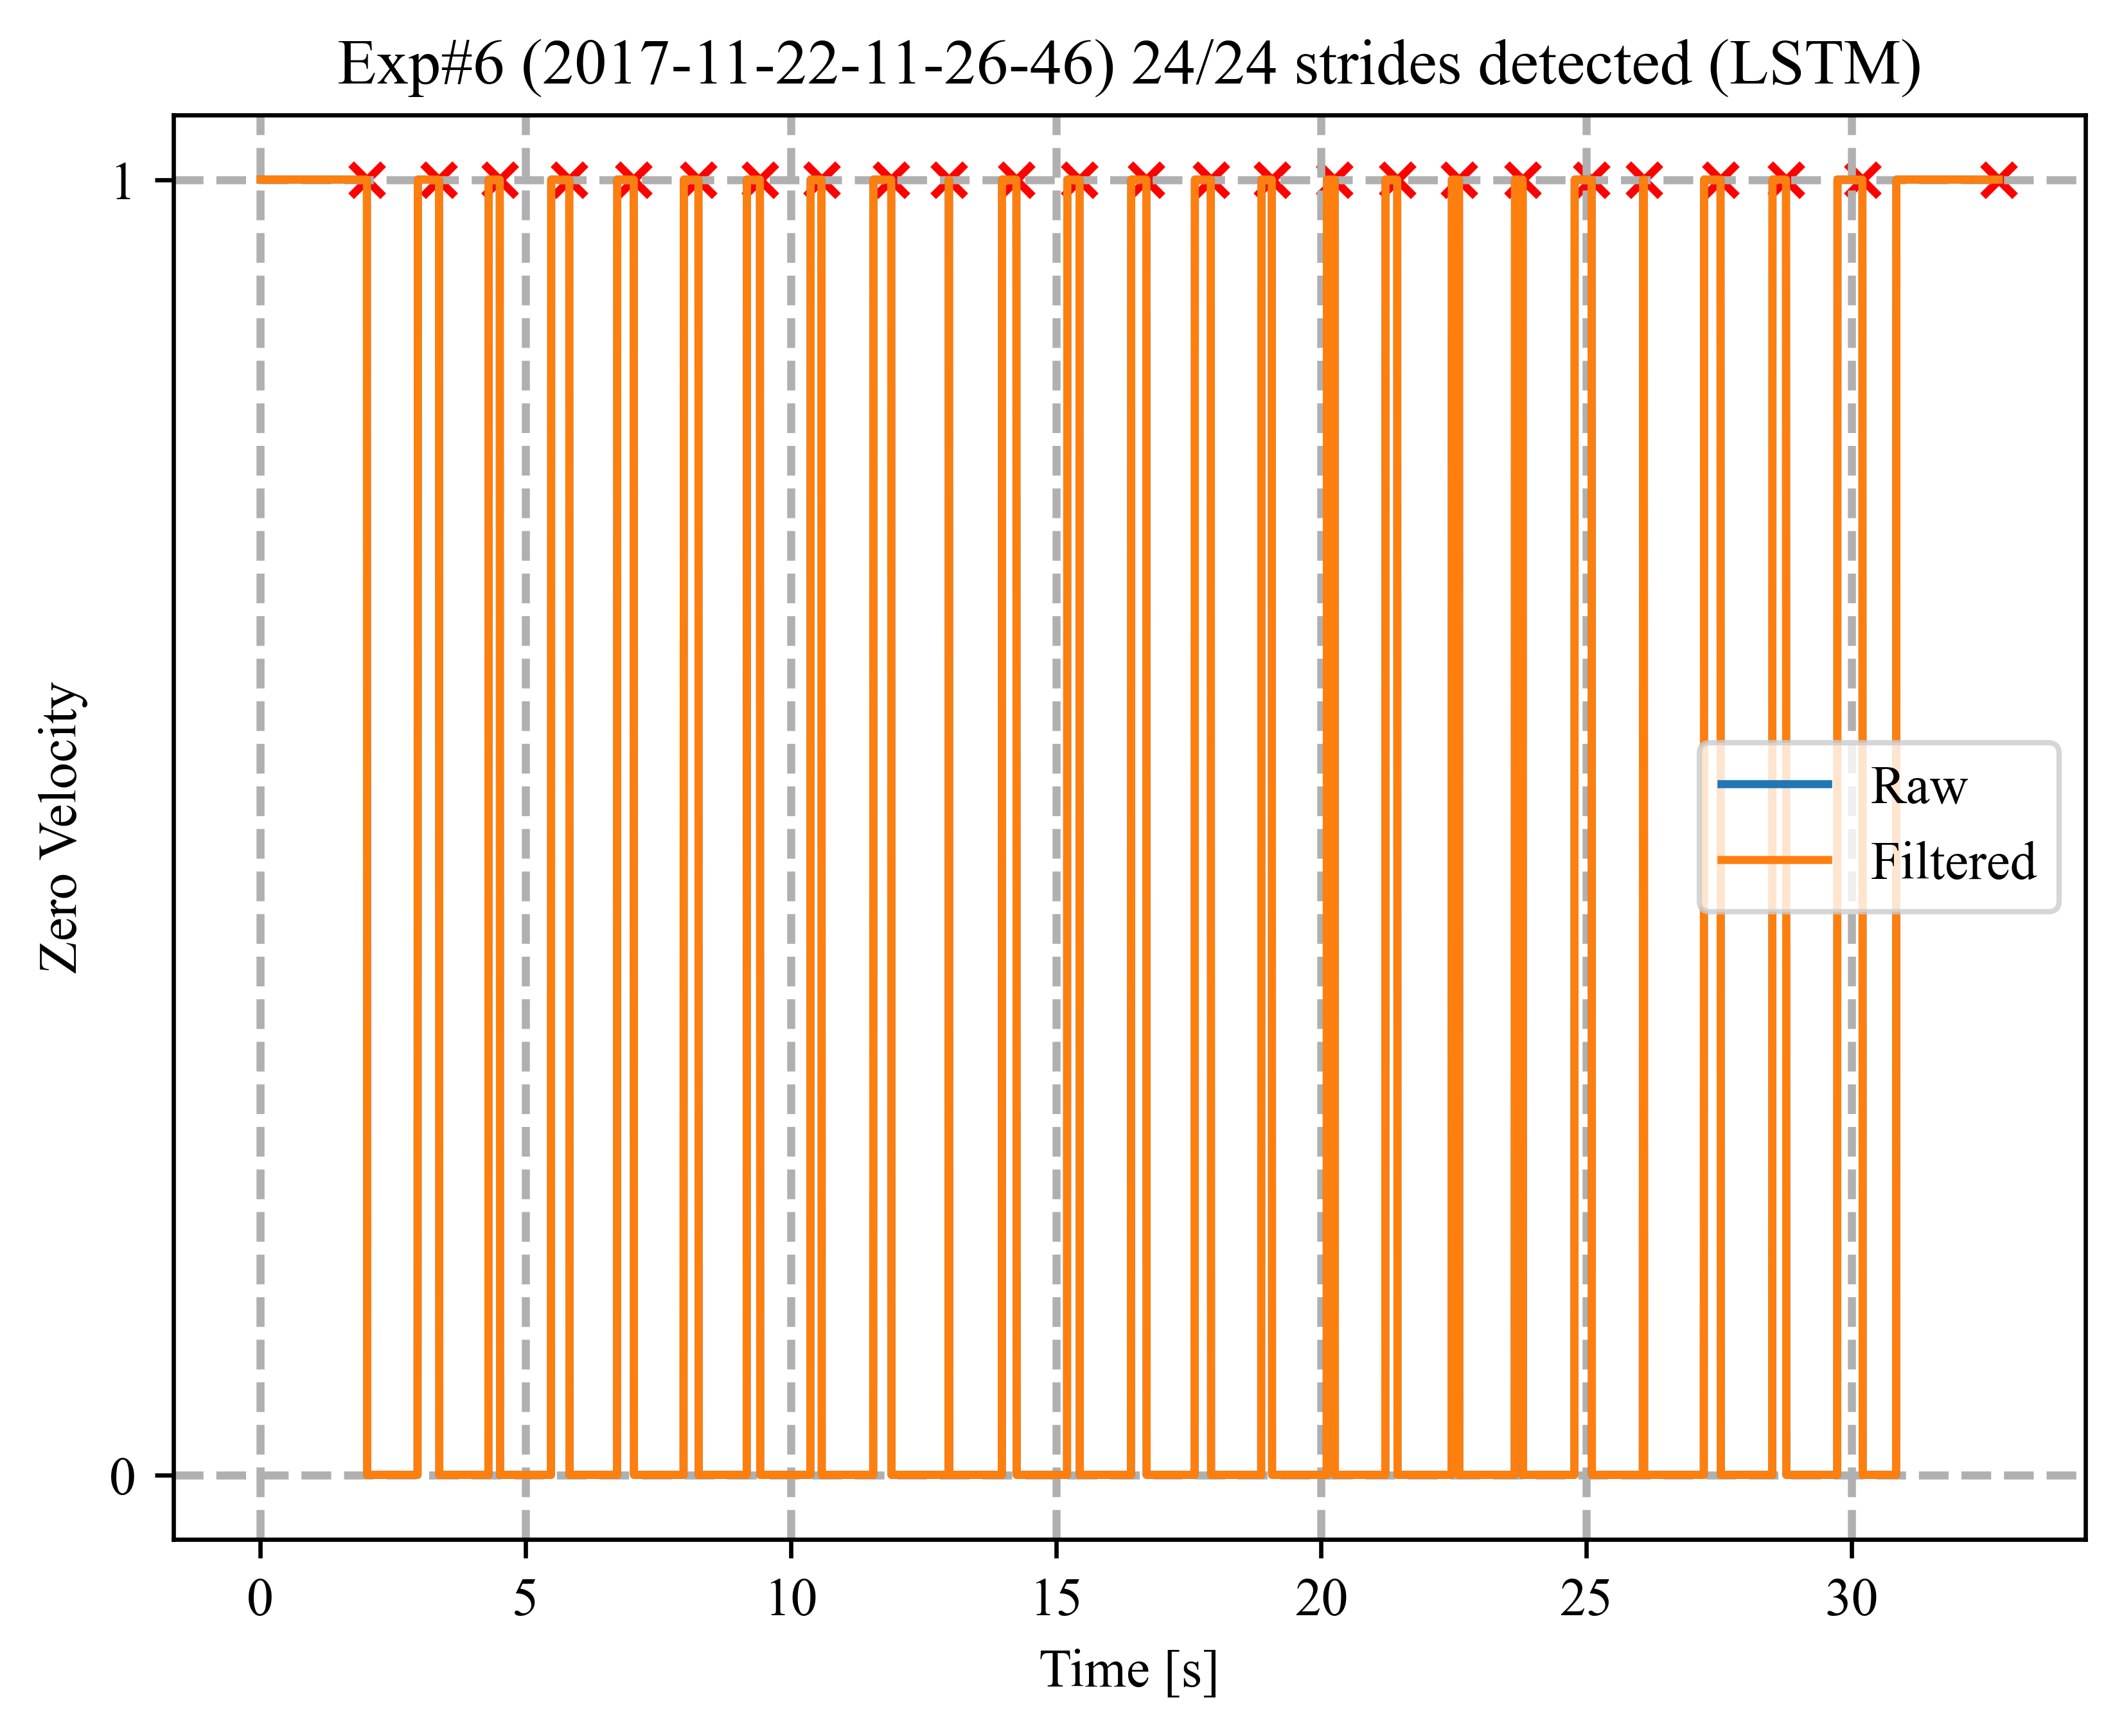 Exp#6 (2017-11-22-11-26-46) 24/24 strides detected (LSTM)
1
Zero Velocity
Raw
Filtered
0
0 5 10 15 20 25 30
Time [s]